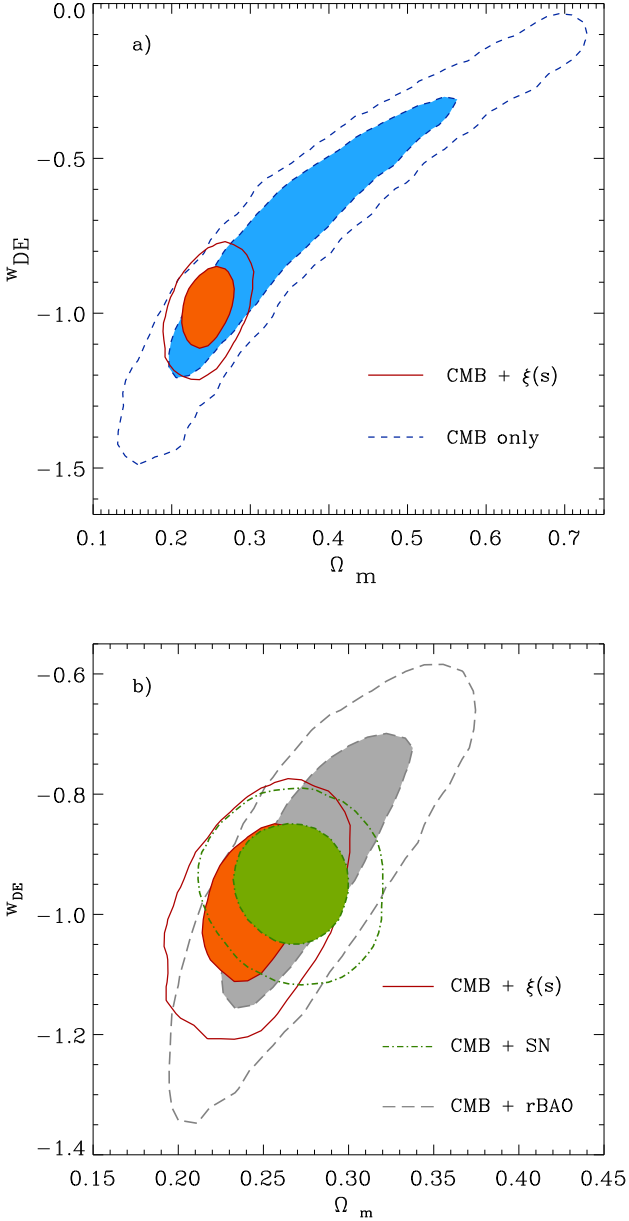 0.0
a)
−0.5
wDE
−1.0
CMB + ξ(s)
CMB only
−1.5
0.1 0.2 0.3 0.4 0.5 0.6 0.7
Ωm
−0.6
b)
−0.8
wDE
−1.0
CMB + ξ(s)
CMB + SN
−1.2
CMB + rBAO
−1.4
0.15 0.20 0.25 0.30 0.35 0.40 0.45
Ωm